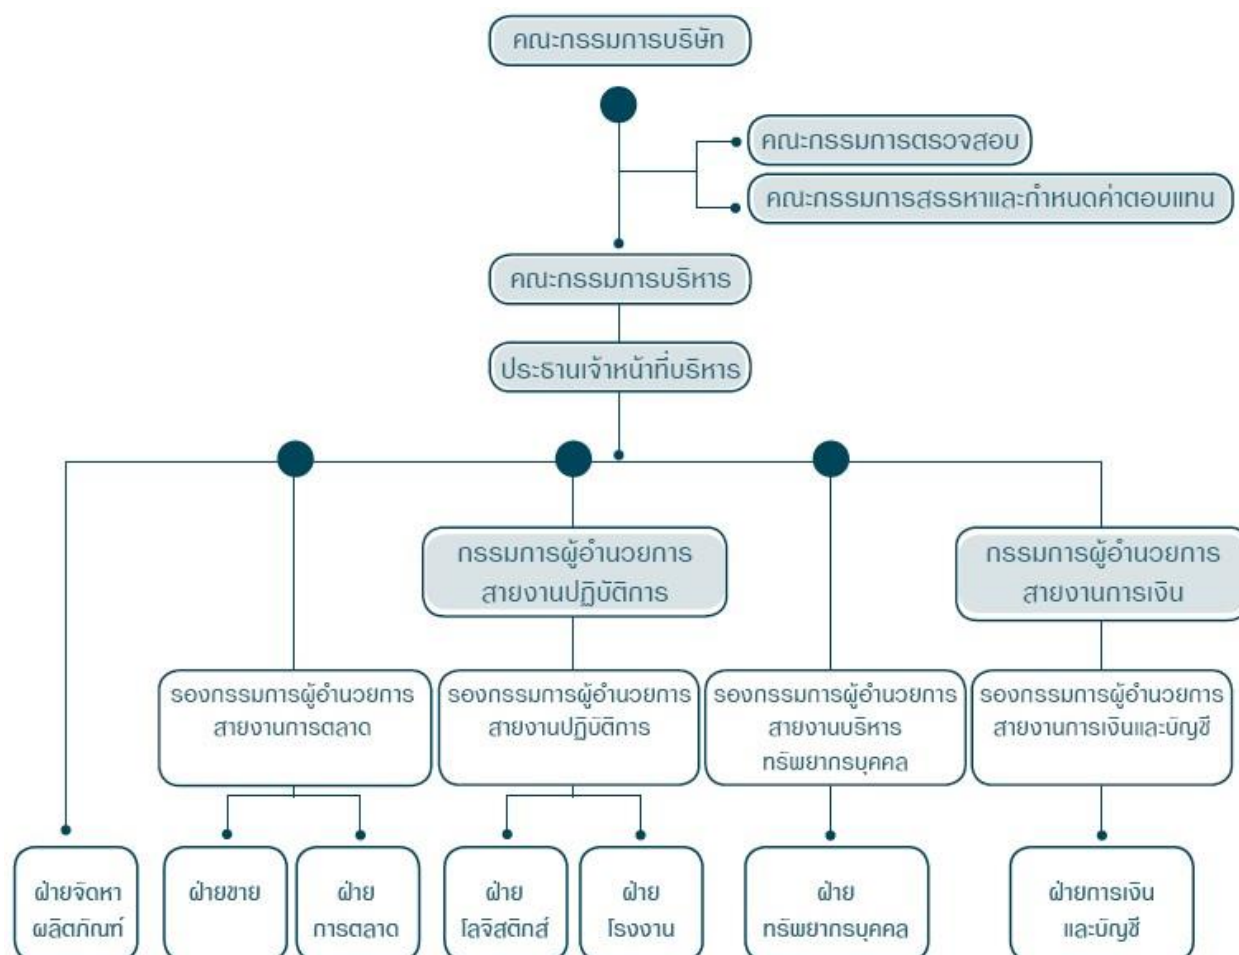 คณะกรรมการบริษัท
คณะกรรมการตรวจสอบ
คณะกรรมการสรรหาและกำหนดค่าตอบแทน
คณะกรรมการบริหาร
ประธานเจ้าหน้าที่บริหาร
กรรมการผู้อำนวยการ
สายงานปฏิบัติการ
กรรมการผู้อำนวยการ
สายงานการเงิน
รองกรรมการผู้อำนวยการ
สายงานการตลาด
รองกรรมการผู้อำนวยการ
สายงานปฏิบัติการ
รองกรรมการผู้อำนวยการ
สายงานบริหาร
ทรัพยากรบุคคล
รองกรรมการผู้อำนวยการ
สายงานการเงินและบัญชี
ฝ่ายจัดหา
ผลิตภัณฑ์
ฝ่ายขาย
ฝ่าย
การตลาด
ฝ่าย
โลจิสติกส์
ฝ่าย
โรงงาน
ฝ่าย
ทรัพยากรบุคคล
ฝ่ายการเงิน
และบัญชี